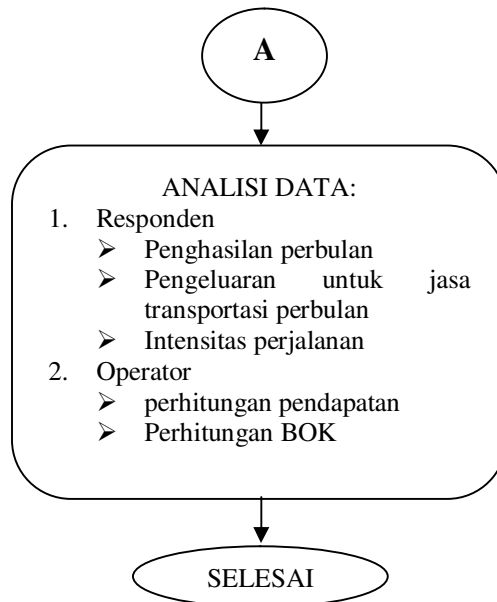 A
ANALISI DATA:
1. Responden
➢ Penghasilan perbulan
➢ Pengeluaran untuk jasa
transportasi perbulan
➢ Intensitas perjalanan
2. Operator
➢ perhitungan pendapatan
➢ Perhitungan BOK
SELESAI